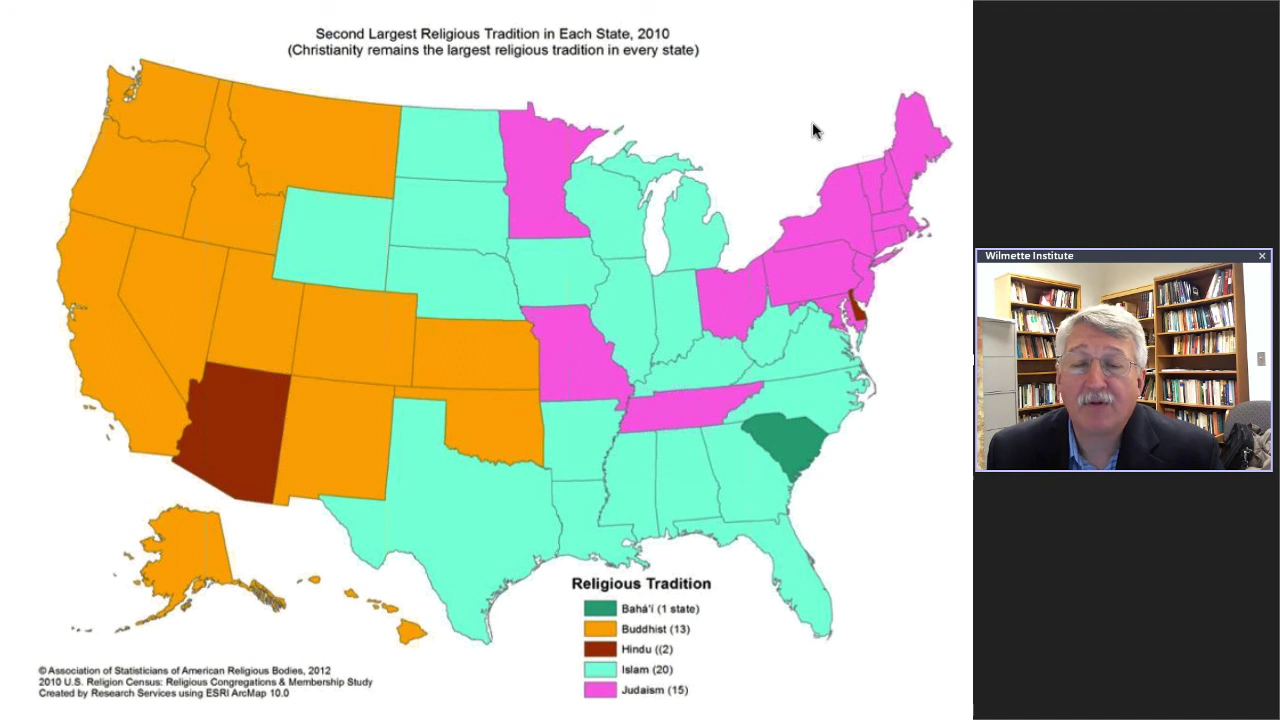 Second Largest Religious Tradition in Each State, 2010
(Christianity remains the largest religious tradition in every state)
Wilmette Institute
Religious Tradition
Bahá'í (1 state)
Buddhist (13)
Hindu ((2)
Islam (20)
Judaism (15)
© Association of Statisticians of American Religious Bodies, 2012
2010 U.S. Religion Census: Religious Congregations & Membership Study
Created by Research Services using ESRI ArcMap 10.0